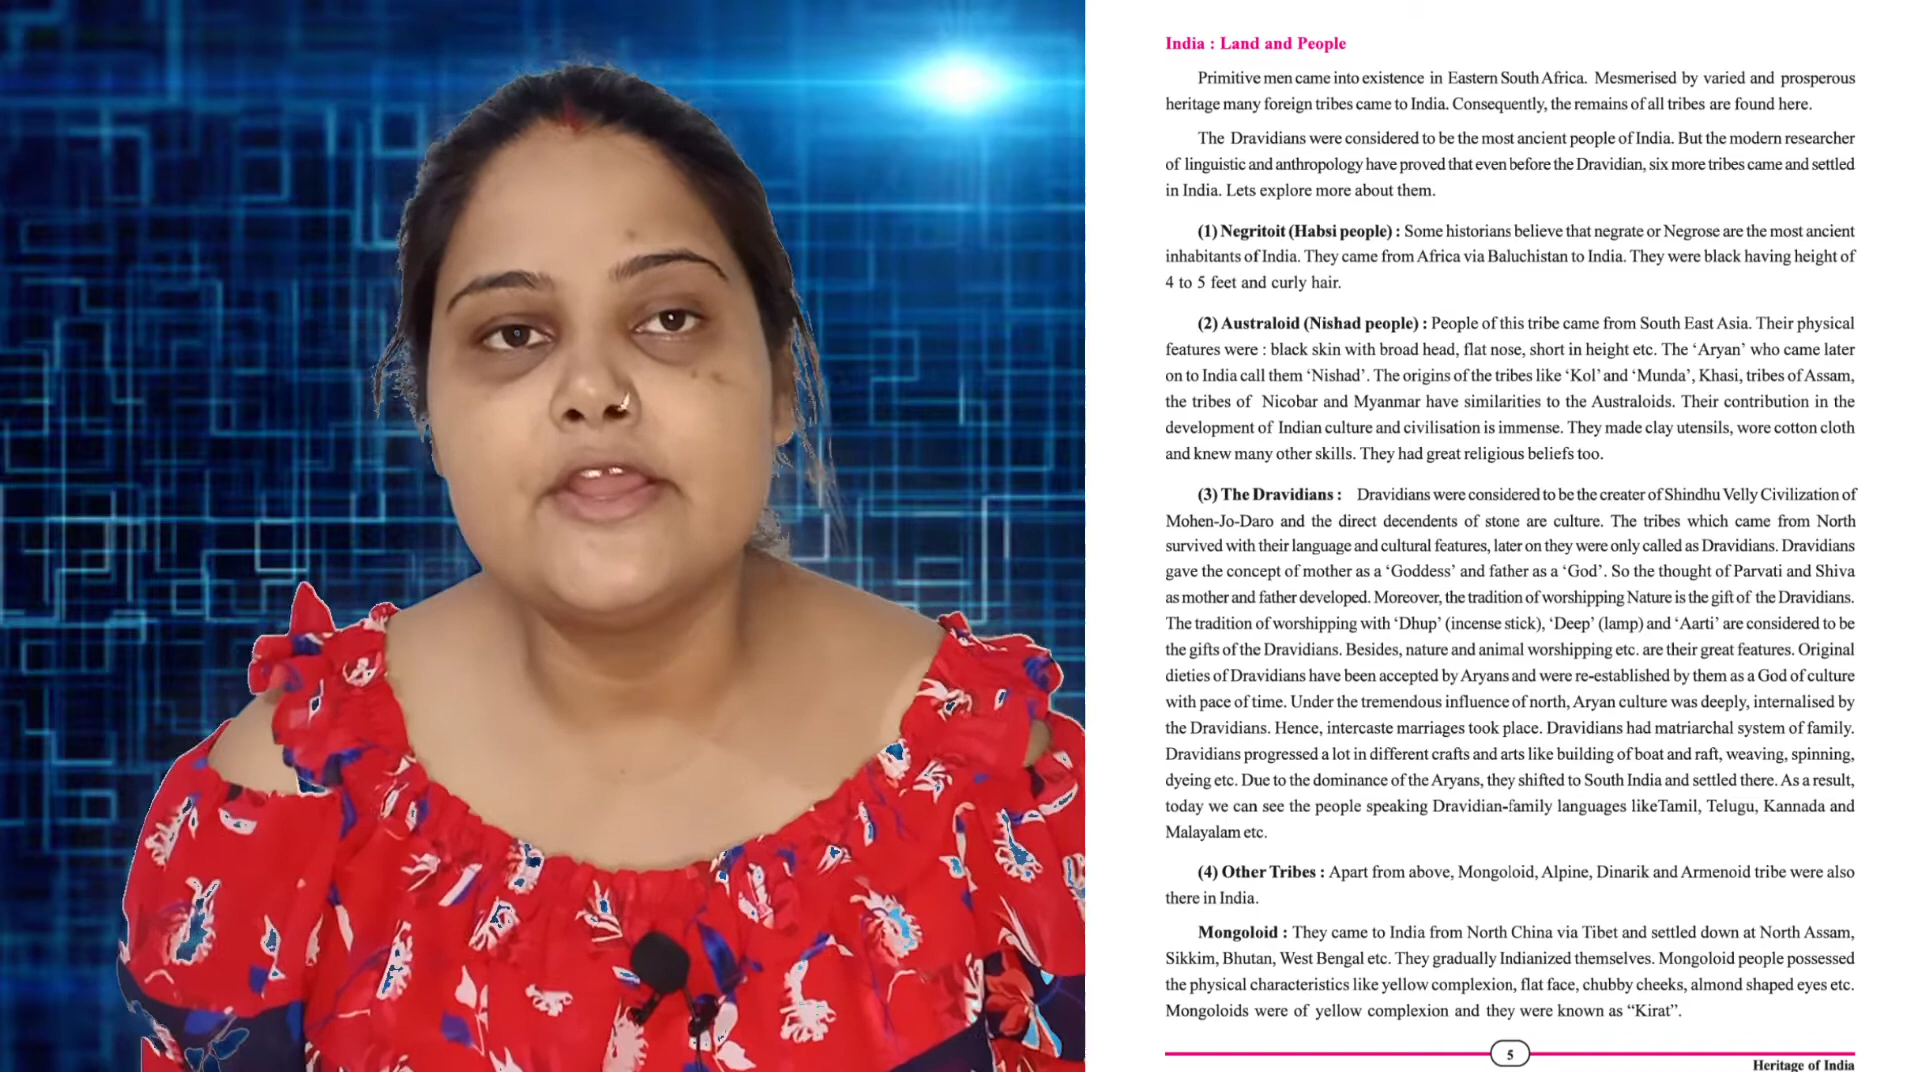 India : Land and People
Primitive men came into existence in Eastern South Africa. Mesmerised by varied and prosperous
heritage many foreign tribes came to India. Consequently, the remains of all tribes are found here.
The Dravidians were considered to be the most ancient people of India. But the modern researcher
of linguistic and anthropology have proved that even before the Dravidian, six more tribes came and settled
in India. Lets explore more about them.
(1) Negritoit (Habsi people) : Some historians believe that negrate or Negrose are the most ancient
inhabitants of India. They came from Africa via Baluchistan to India. They were black having height of
4 to 5 feet and curly hair.
(2) Australoid (Nishad people) : People of this tribe came from South East Asia. Their physical
features were : black skin with broad head, flat nose, short in height etc. The ‘Aryan’ who came later
on to India call them ‘Nishad’. The origins of the tribes like ‘Kol’ and ‘Munda’, Khasi, tribes of Assam,
the tribes of Nicobar and Myanmar have similarities to the Australoids. Their contribution in the
development of Indian culture and civilisation is immense. They made clay utensils, wore cotton cloth
and knew many other skills. They had great religious beliefs too.
(3) The Dravidians : Dravidians were considered to be the creater of Shindhu Velly Civilization of
Mohen-Jo-Daro and the direct decendents of stone are culture. The tribes which came from North
survived with their language and cultural features, later on they were only called as Dravidians. Dravidians
gave the concept of mother as a ‘Goddess’ and father as a ‘God’. So the thought of Parvati and Shiva
as mother and father developed. Moreover, the tradition of worshipping Nature is the gift of the Dravidians.
The tradition of worshipping with ‘Dhup’ (incense stick), ‘Deep’ (lamp) and ‘Aarti’ are considered to be
the gifts of the Dravidians. Besides, nature and animal worshipping etc. are their great features. Original
dieties of Dravidians have been accepted by Aryans and were re-established by them as a God of culture
with pace of time. Under the tremendous influence of north, Aryan culture was deeply, internalised by
the Dravidians. Hence, intercaste marriages took place. Dravidians had matriarchal system of family.
Dravidians progressed a lot in different crafts and arts like building of boat and raft, weaving, spinning,
dyeing etc. Due to the dominance of the Aryans, they shifted to South India and settled there. As a result,
today we can see the people speaking Dravidian-family languages likeTamil, Telugu, Kannada and
Malayalam etc.
(4) Other Tribes : Apart from above, Mongoloid, Alpine, Dinarik and Armenoid tribe were also
there in India.
Mongoloid : They came to India from North China via Tibet and settled down at North Assam,
Sikkim, Bhutan, West Bengal etc. They gradually Indianized themselves. Mongoloid people possessed
the physical characteristics like yellow complexion, flat face, chubby cheeks, almond shaped eyes etc.
Mongoloids were of yellow complexion and they were known as “Kirat”.
5
Heritage of India